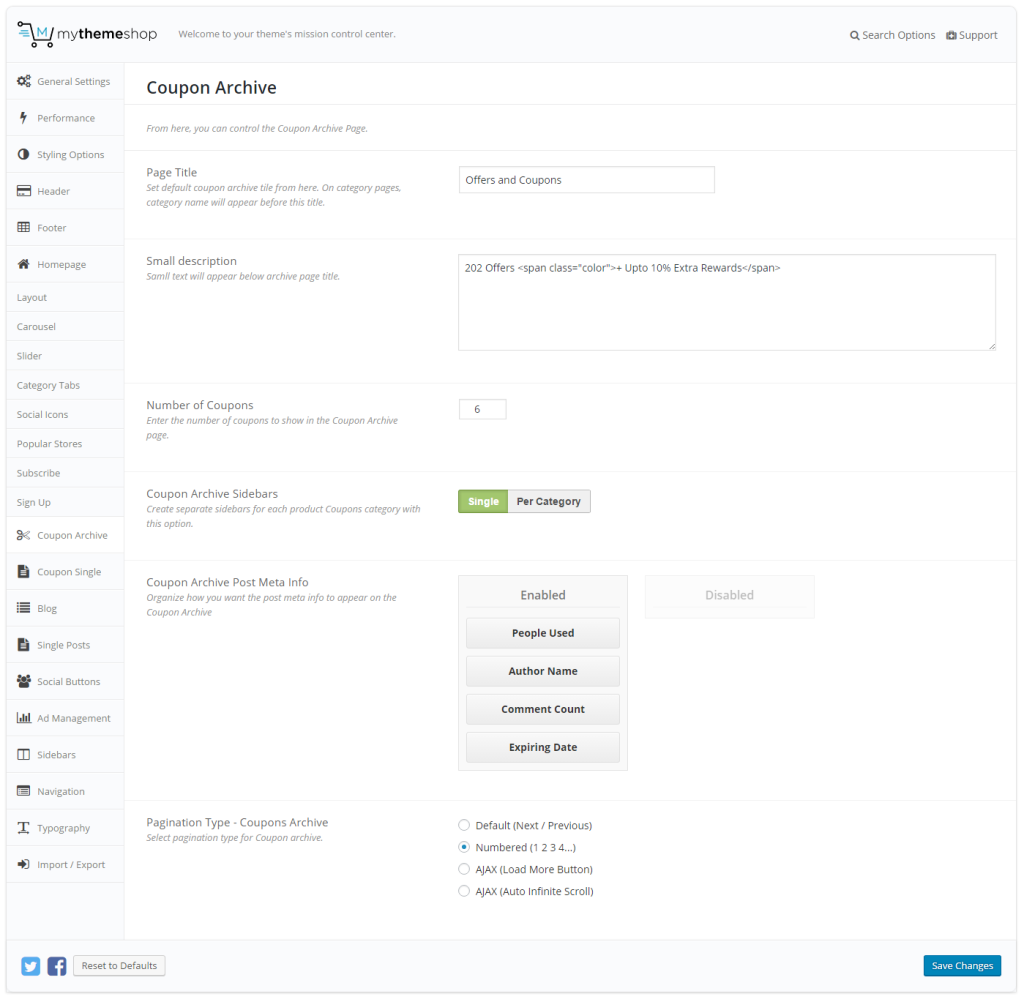 mythemeshop
Welcome to your theme's mission control center.
Search Options
Support
General Settings
Performance
Styling Options
Header
Footer
Homepage
Layout
Carousel
Slider
Category Tabs
Social Icons
Popular Stores
Subscribe
Sign Up
Coupon Archive
Coupon Single
Blog
Single Posts
Social Buttons
Ad Management
Sidebars
Navigation
Typography
Import / Export
Coupon Archive
From here, you can control the Coupon Archive Page.
Page Title
Set default coupon archive tile from here. On category pages,
category name will appear before this title.
Offers and Coupons
Small description
Samll text will appear below archive page title.
202 Offers <span class="color">+ Upto 10% Extra Rewards</span>
Number of Coupons
Enter the number of coupons to show in the Coupon Archive
page.
6
Coupon Archive Sidebars
Create separate sidebars for each product Coupons category with
this option.
Single
Per Category
Coupon Archive Post Meta Info
Organize how you want the post meta info to appear on the
Coupon Archive
Enabled
People Used
Author Name
Comment Count
Expiring Date
Disabled
Pagination Type - Coupons Archive
Select pagination type for Coupon archive.
Default (Next / Previous)
Numbered (1 2 3 4...)
AJAX (Load More Button)
AJAX (Auto Infinite Scroll)
Reset to Defaults
Save Changes